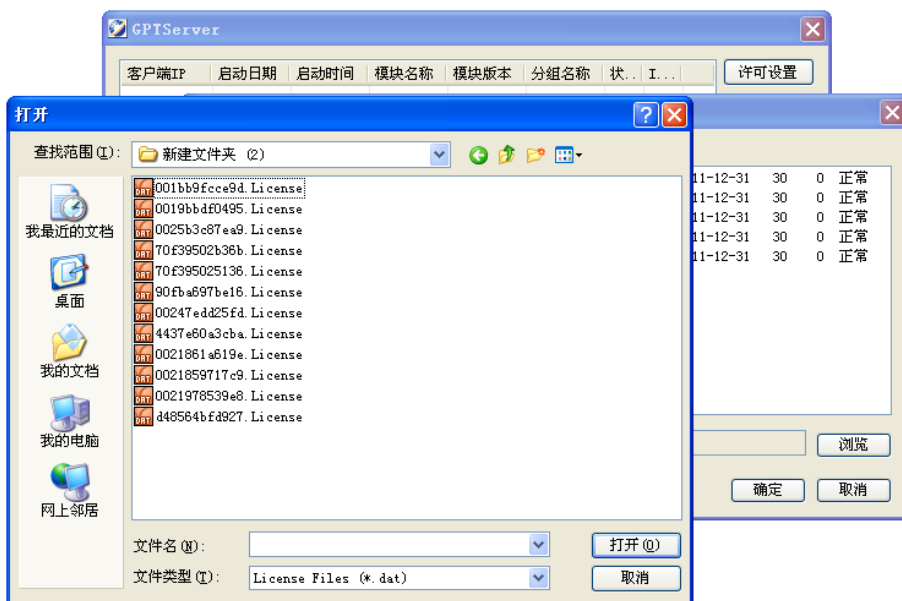 GPTServer
客户端IP 启动日期 启动时间 模块名称 模块版本 分组名称 状.. I... 许可设置
打开
查找范围(I): 新建文件夹 (2)
001bb9fcce9d.License
0019bbdf0495.License
0025b3c87ea9.License
70f39502b36b.License
70f395025136.License
90fba697be16.License
00247edd25fd.License
4437e60a3cba.License
0021861a619e.License
0021859717c9.License
0021978539e8.License
d48564bfd927.License
我最近的文档
桌面
我的文档
我的电脑
网上邻居
11-12-31 30 0 正常
11-12-31 30 0 正常
11-12-31 30 0 正常
11-12-31 30 0 正常
11-12-31 30 0 正常
浏览
确定 取消
文件名(N): 打开(O)
文件类型(T): License Files (*.dat) 取消